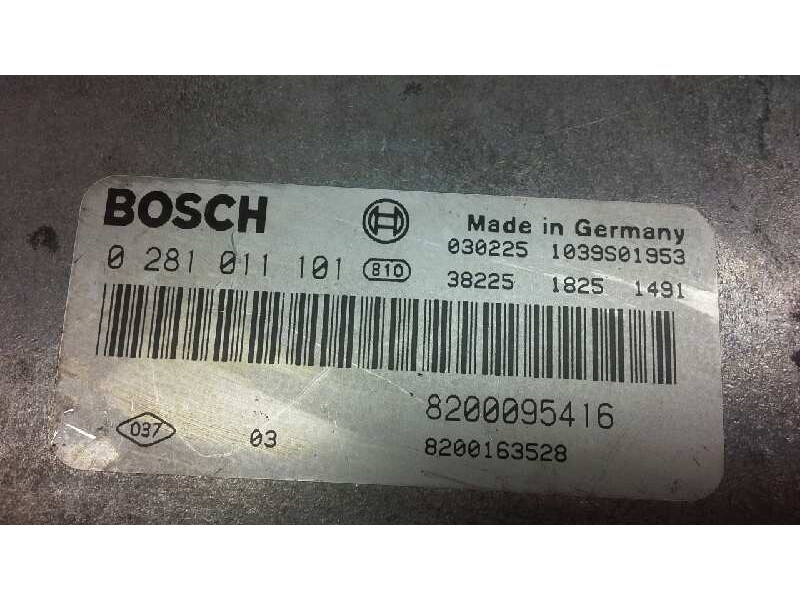 BOSCH
Made in Germany
0 281 011 101 810
030225 1039S01953
38225 1825 1491
8200095416
037 03
8200163528